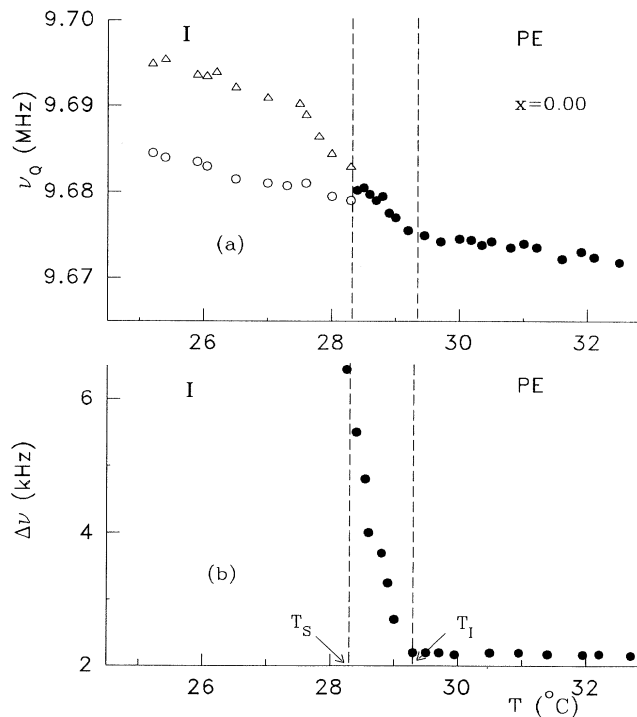 9.70
I
PE
9.69
x=0.00
ν_Q (MHz)
9.68
(a)
9.67
26
28
30
32
I
PE
6
Δν (kHz)
4
(b)
T_S
T_I
2
26
28
30
32
T (°C)